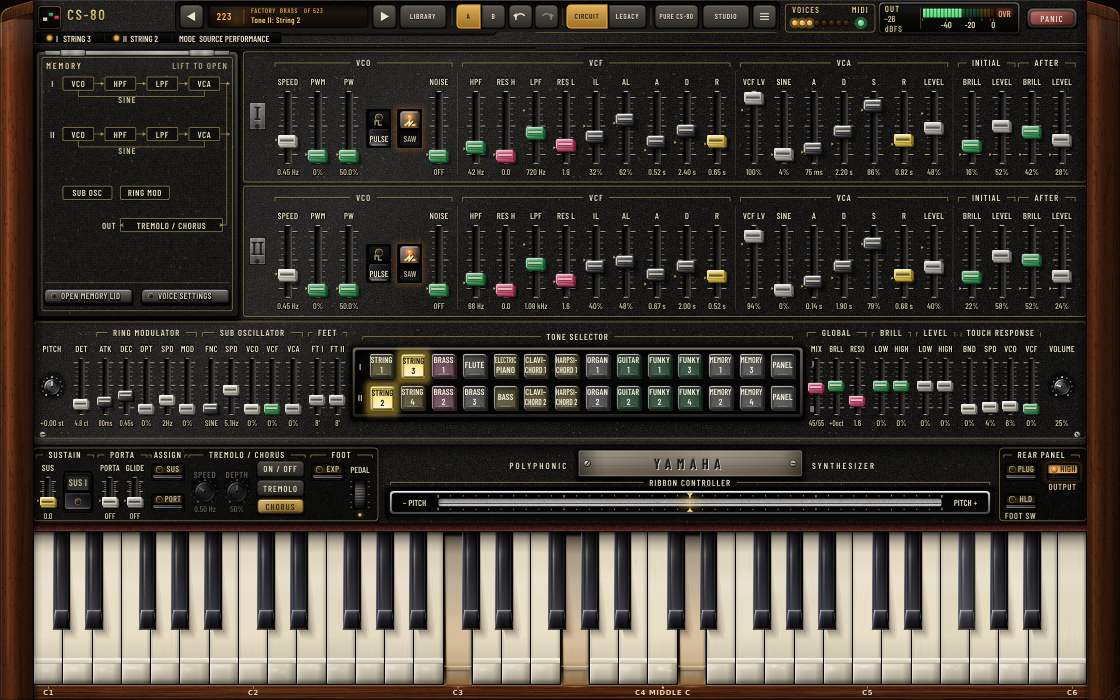 CS-80
223
FACTORY BRASS OF 523
Tone II: String 2
LIBRARY
A
B
CIRCUIT
LEGACY
PURE CS-80
STUDIO
VOICES
MIDI
OUT
-26
dBFS
-40 -20 0
OVR
PANIC
I STRING 3
II STRING 2
MODE SOURCE PERFORMANCE
MEMORY
LIFT TO OPEN
I VCO HPF LPF VCA
SINE
II VCO HPF LPF VCA
SINE
SUB OSC
RING MOD
OUT TREMOLO / CHORUS
OPEN MEMORY LID
VOICE SETTINGS
VCO VCF VCA INITIAL AFTER
SPEED PWM PW NOISE HPF RES H LPF RES L IL AL A D R VCF LV SINE A D S R LEVEL BRILL LEVEL BRILL LEVEL
I
PULSE
SAW
0.45 Hz 0% 50.0% OFF 42 Hz 0.0 720 Hz 1.9 32% 62% 0.52 s 2.40 s 0.65 s 100% 4% 75 ms 2.20 s 86% 0.82 s 48% 16% 52% 42% 28%
VCO VCF VCA INITIAL AFTER
SPEED PWM PW NOISE HPF RES H LPF RES L IL AL A D R VCF LV SINE A D S R LEVEL BRILL LEVEL BRILL LEVEL
II
PULSE
SAW
0.45 Hz 0% 50.0% OFF 68 Hz 0.0 1.08 kHz 1.6 40% 48% 0.67 s 2.00 s 0.52 s 94% 0% 0.14 s 1.90 s 78% 0.68 s 40% 22% 58% 52% 24%
RING MODULATOR SUB OSCILLATOR FEET
PITCH DET ATK DEC DPT SPD MOD FNC SPD VCO VCF VCA FT I FT II
+0.00 st 4.8 ct 80ms 0.45s 0% 2Hz 0% SINE 5.1Hz 0% 0% 0% 8' 8'
TONE SELECTOR
I STRING 1 STRING 3 BRASS 1 FLUTE ELECTRIC PIANO CLAVI-CHORD 1 HARPSI-CHORD 1 ORGAN 1 GUITAR 1 FUNKY 1 FUNKY 3 MEMORY 1 MEMORY 3 PANEL
II STRING 2 STRING 4 BRASS 2 BRASS 3 BASS CLAVI-CHORD 2 HARPSI-CHORD 2 ORGAN 2 GUITAR 2 FUNKY 2 FUNKY 4 MEMORY 2 MEMORY 4 PANEL
GLOBAL BRILL LEVEL TOUCH RESPONSE
MIX BRILL RESO LOW HIGH LOW HIGH BND SPD VCO VCF VOLUME
45/55 +0oct 1.6 0% 0% 0% 0% 0% 4% 6% 0% 25%
SUSTAIN PORTA ASSIGN TREMOLO / CHORUS FOOT
SUS PORTA GLIDE
SUS I
0.0 OFF OFF
SUS
PORT
SPEED DEPTH
0.50 Hz 50%
ON / OFF
TREMOLO
CHORUS
EXP
PEDAL
POLYPHONIC
YAMAHA
SYNTHESIZER
RIBBON CONTROLLER
- PITCH
PITCH +
REAR PANEL
PLUG
HIGH
OUTPUT
HLD
FOOT SW
C1 C2 C3 C4 MIDDLE C C5 C6